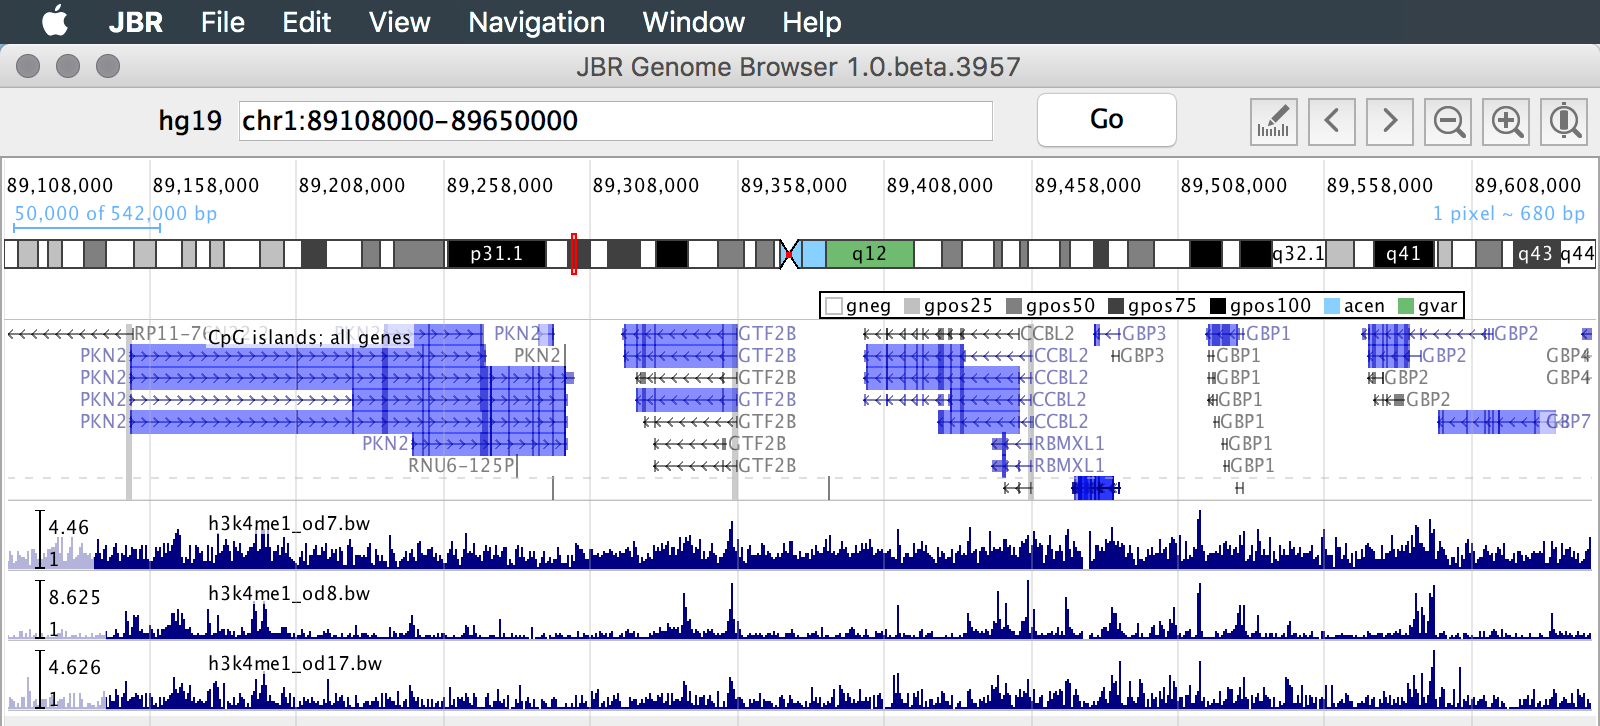 JBR File Edit View Navigation Window Help
JBR Genome Browser 1.0.beta.3957
hg19 chr1:89108000-89650000 Go
89,108,000 89,158,000 89,208,000 89,258,000 89,308,000 89,358,000 89,408,000 89,458,000 89,508,000 89,558,000 89,608,000
50,000 of 542,000 bp 1 pixel ~ 680 bp
p31.1 q12 q32.1 q41 q43 q44
gneg gpos25 gpos50 gpos75 gpos100 acen gvar
PKN2 GTF2B CCBL2 GBP3 GBP1 GBP2
CpG islands; all genes
PKN2 PKN2 GTF2B CCBL2 GBP3 GBP1 GBP2 GBP4
PKN2 GTF2B CCBL2 GBP1 GBP2 GBP4
PKN2 GTF2B CCBL2 GBP1 GBP2
PKN2 GTF2B CCBL2 GBP1 GBP7
PKN2 GTF2B RBMXL1 GBP1
RNU6-125P GTF2B RBMXL1 GBP1
4.46 h3k4me1_od7.bw
1
8.625 h3k4me1_od8.bw
1
4.626 h3k4me1_od17.bw
1